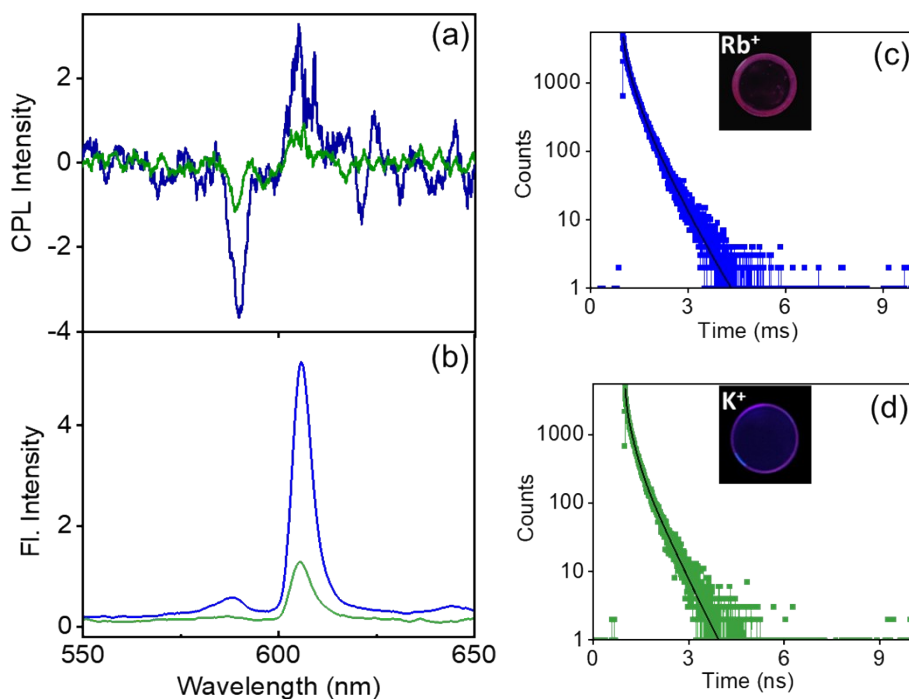 (a)
CPL Intensity
2
0
-2
-4
(b)
Fl. Intensity
4
2
0
550
600
650
Wavelength (nm)
(c)
Rb⁺
Counts
1000
100
10
1
0
3
6
9
Time (ms)
(d)
K⁺
Counts
1000
100
10
1
0
3
6
9
Time (ns)